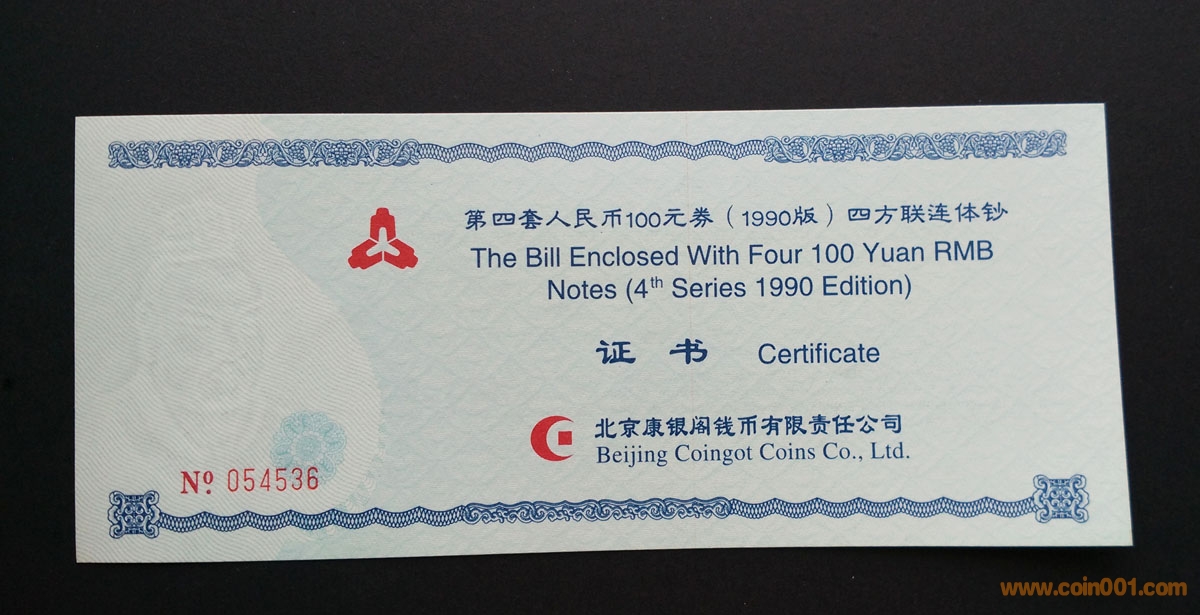 第四套人民币100元券（1990版）四方联连体钞
The Bill Enclosed With Four 100 Yuan RMB
Notes (4th Series 1990 Edition)
证 书 Certificate
北京康银阁钱币有限责任公司
Beijing Coingot Coins Co., Ltd.
Nº 054536
www.coin001.com